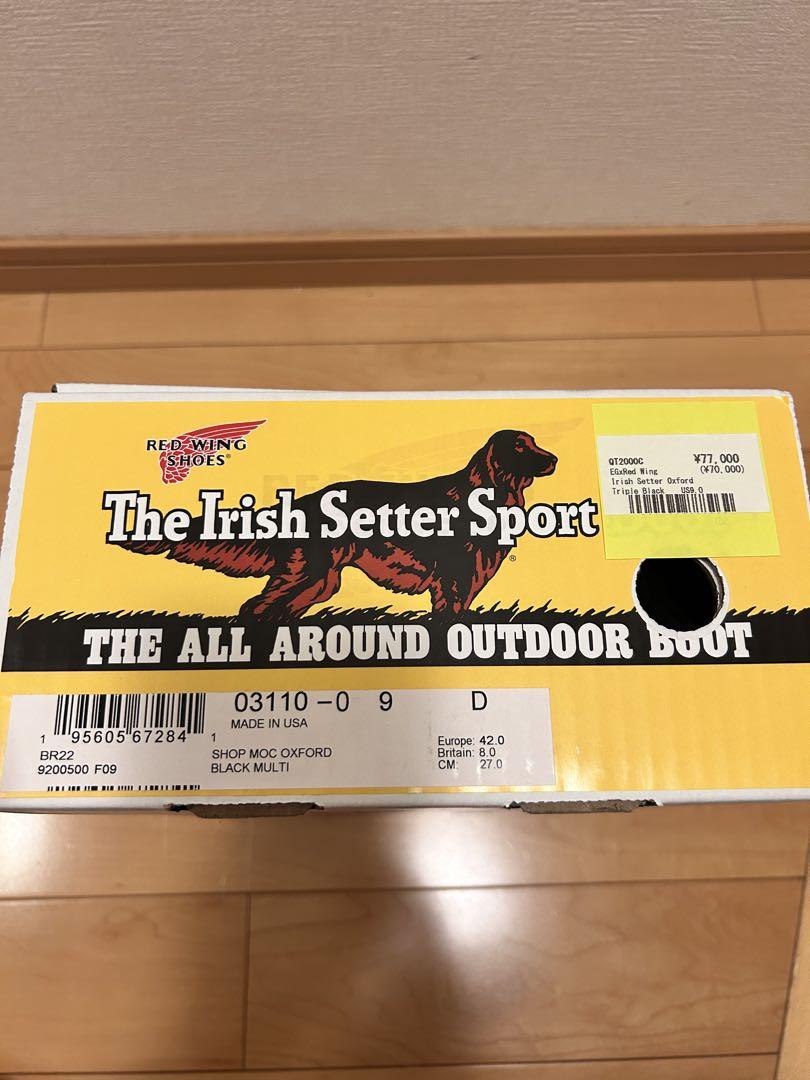 RED WING
SHOES®
The Irish Setter Sport
®
THE ALL AROUND OUTDOOR BOOT
QT2000C ¥77,000
EGxRed Wing (¥70,000)
Irish Setter Oxford
Triple Black US9.0
03110-0 9 D
MADE IN USA
1 95605 67284 1
BR22 SHOP MOC OXFORD
9200500 F09 BLACK MULTI
Europe: 42.0
Britain: 8.0
CM: 27.0